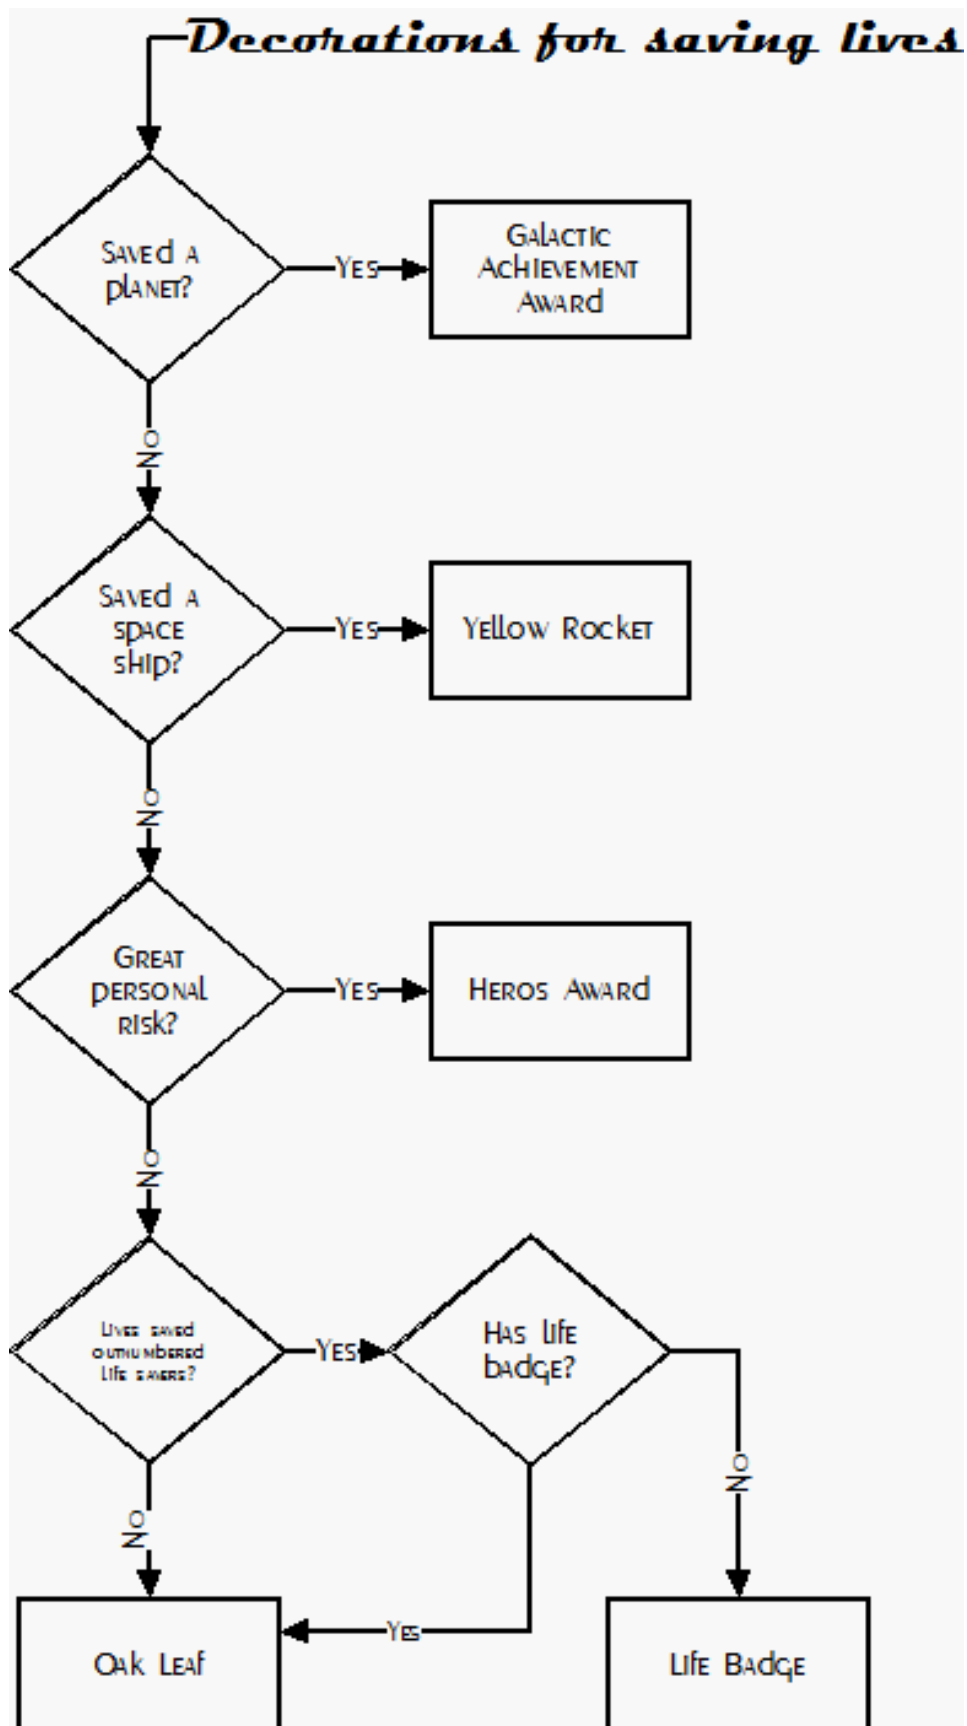 Decorations for saving lives
Saved a
planet?
Yes
Galactic
Achievement
Award
No
Saved a
space
ship?
Yes
Yellow Rocket
No
Great
personal
risk?
Yes
Heros Award
No
Lives saved
outnumbered
life savers?
Yes
Has life
badge?
No
No
Yes
Oak Leaf
Life Badge